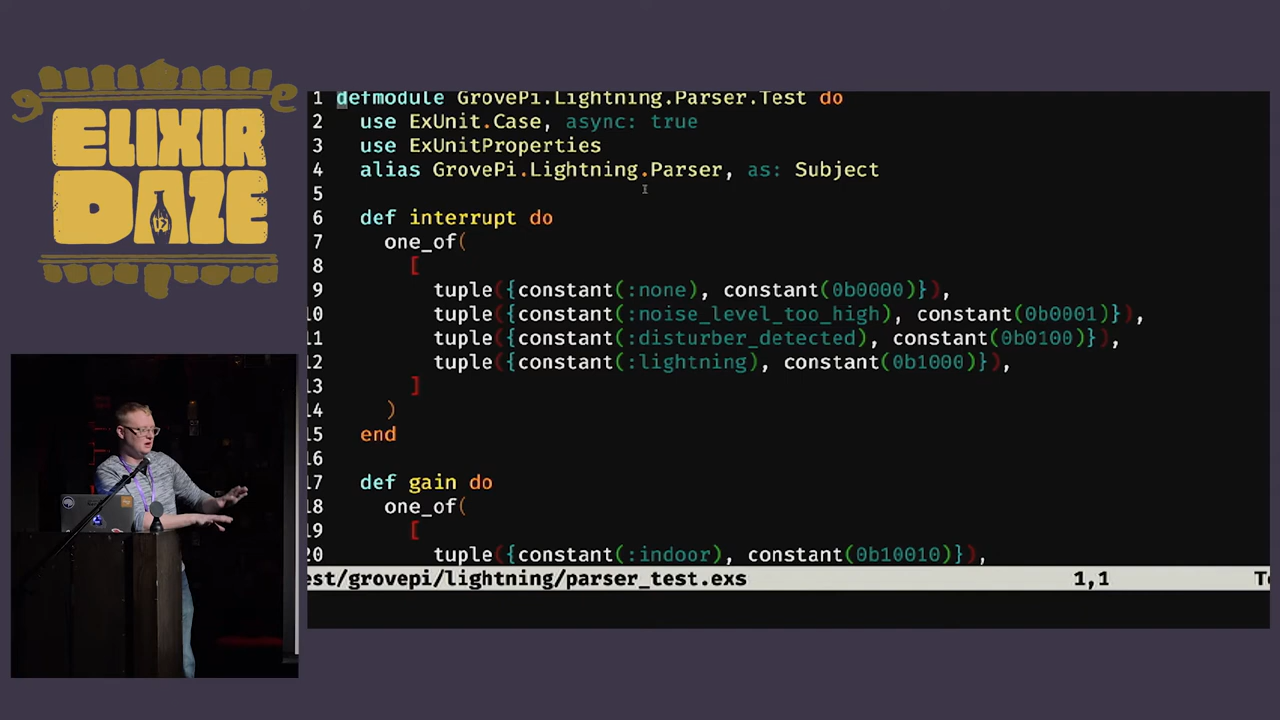 ELIXIR
DAZE
1 defmodule GrovePi.Lightning.Parser.Test do
2 use ExUnit.Case, async: true
3 use ExUnitProperties
4 alias GrovePi.Lightning.Parser, as: Subject
5
6 def interrupt do
7 one_of(
8 [
9 tuple({constant(:none), constant(0b0000)}),
10 tuple({constant(:noise_level_too_high), constant(0b0001)}),
11 tuple({constant(:disturber_detected), constant(0b0100)}),
12 tuple({constant(:lightning), constant(0b1000)}),
13 ]
14 )
15 end
16
17 def gain do
18 one_of(
19 [
20 tuple({constant(:indoor), constant(0b10010)}),
est/grovepi/lightning/parser_test.exs 1,1 T